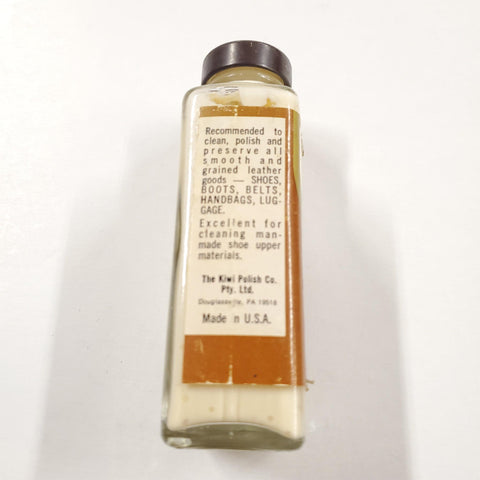 Recommended to
clean, polish and
preserve all
smooth and
grained leather
goods — SHOES,
BOOTS, BELTS,
HANDBAGS, LUG-
GAGE.
Excellent for
cleaning man-
made shoe upper
materials.
The Kiwi Polish Co.
Pty. Ltd.
Douglassville, PA 19518
Made in U.S.A.